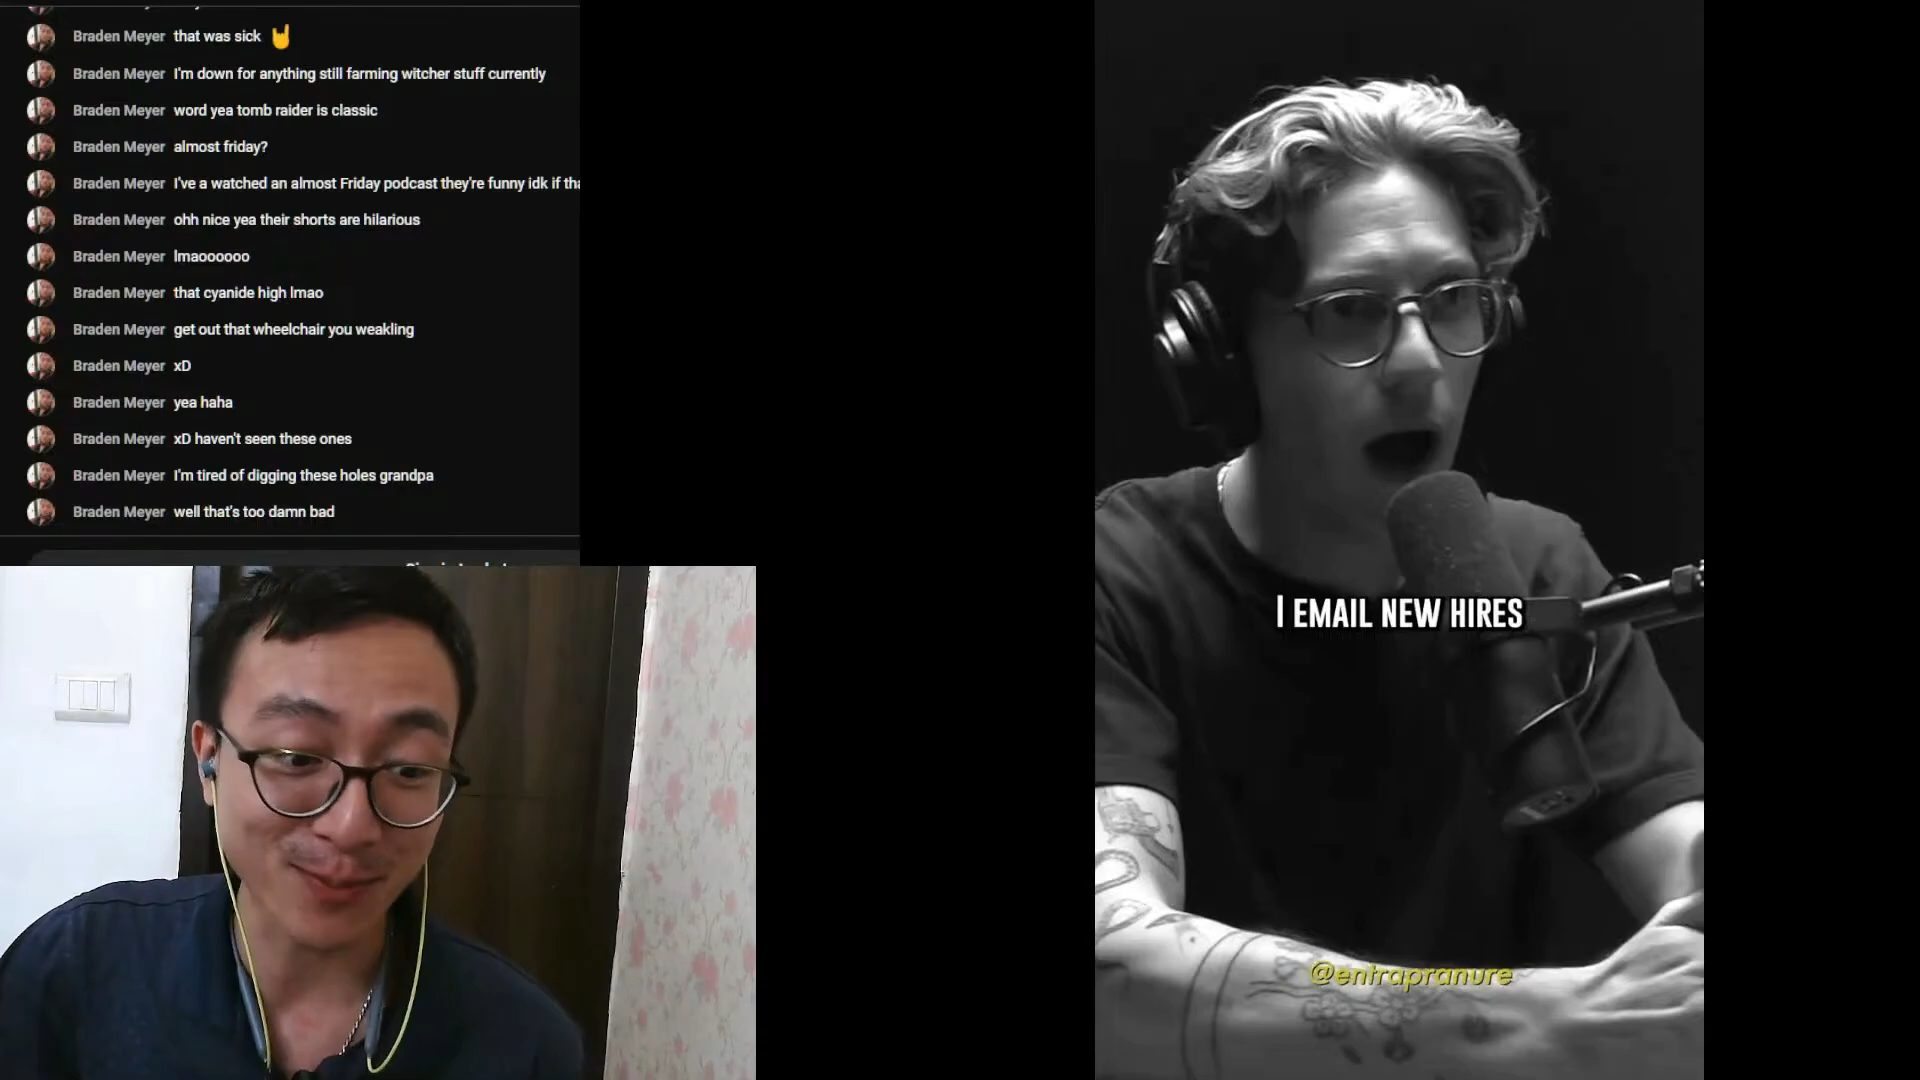 Braden Meyer that was sick 🤘
Braden Meyer I'm down for anything still farming witcher stuff currently
Braden Meyer word yea tomb raider is classic
Braden Meyer almost friday?
Braden Meyer I've a watched an almost Friday podcast they're funny idk if tha
Braden Meyer ohh nice yea their shorts are hilarious
Braden Meyer lmaoooooo
Braden Meyer that cyanide high lmao
Braden Meyer get out that wheelchair you weakling
Braden Meyer xD
Braden Meyer yea haha
Braden Meyer xD haven't seen these ones
Braden Meyer I'm tired of digging these holes grandpa
Braden Meyer well that's too damn bad
I EMAIL NEW HIRES
@entrapranure